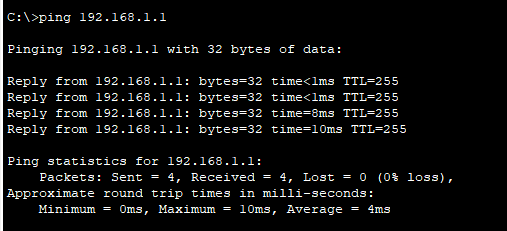 C:\>ping 192.168.1.1
Pinging 192.168.1.1 with 32 bytes of data:
Reply from 192.168.1.1: bytes=32 time<1ms TTL=255
Reply from 192.168.1.1: bytes=32 time<1ms TTL=255
Reply from 192.168.1.1: bytes=32 time=8ms TTL=255
Reply from 192.168.1.1: bytes=32 time=10ms TTL=255
Ping statistics for 192.168.1.1:
Packets: Sent = 4, Received = 4, Lost = 0 (0% loss),
Approximate round trip times in milli-seconds:
Minimum = 0ms, Maximum = 10ms, Average = 4ms